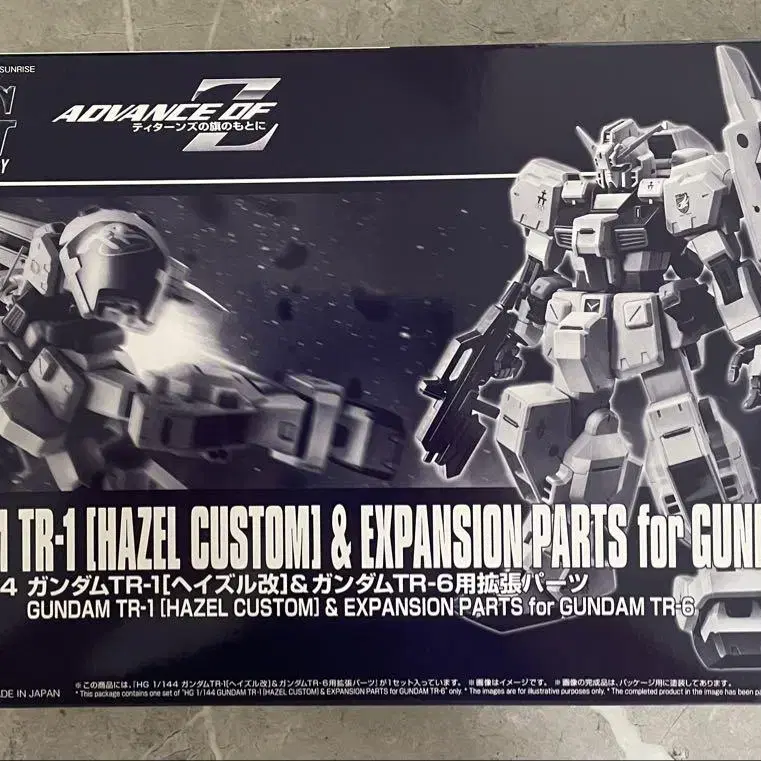 SUNRISE
ADVANCE OF Z
ティターンズの旗のもとに
TR-1 [HAZEL CUSTOM] & EXPANSION PARTS for GUN
4 ガンダムTR-1[ヘイズル改]&ガンダムTR-6用拡張パーツ
GUNDAM TR-1 [HAZEL CUSTOM] & EXPANSION PARTS for GUNDAM TR-6
※この商品には、「HG 1/144 ガンダムTR-1[ヘイズル改]&ガンダムTR-6用拡張パーツ」が1セット入っています。 ※画像はイメージです。 ※画像の完成品は、パッケージ用に塗装してあります。
DE IN JAPAN
* This package contains one set of "HG 1/144 GUNDAM TR-1 [HAZEL CUSTOM] & EXPANSION PARTS for GUNDAM TR-6" only. * The images are for illustrative purposes only. * The completed product in the image has been pa